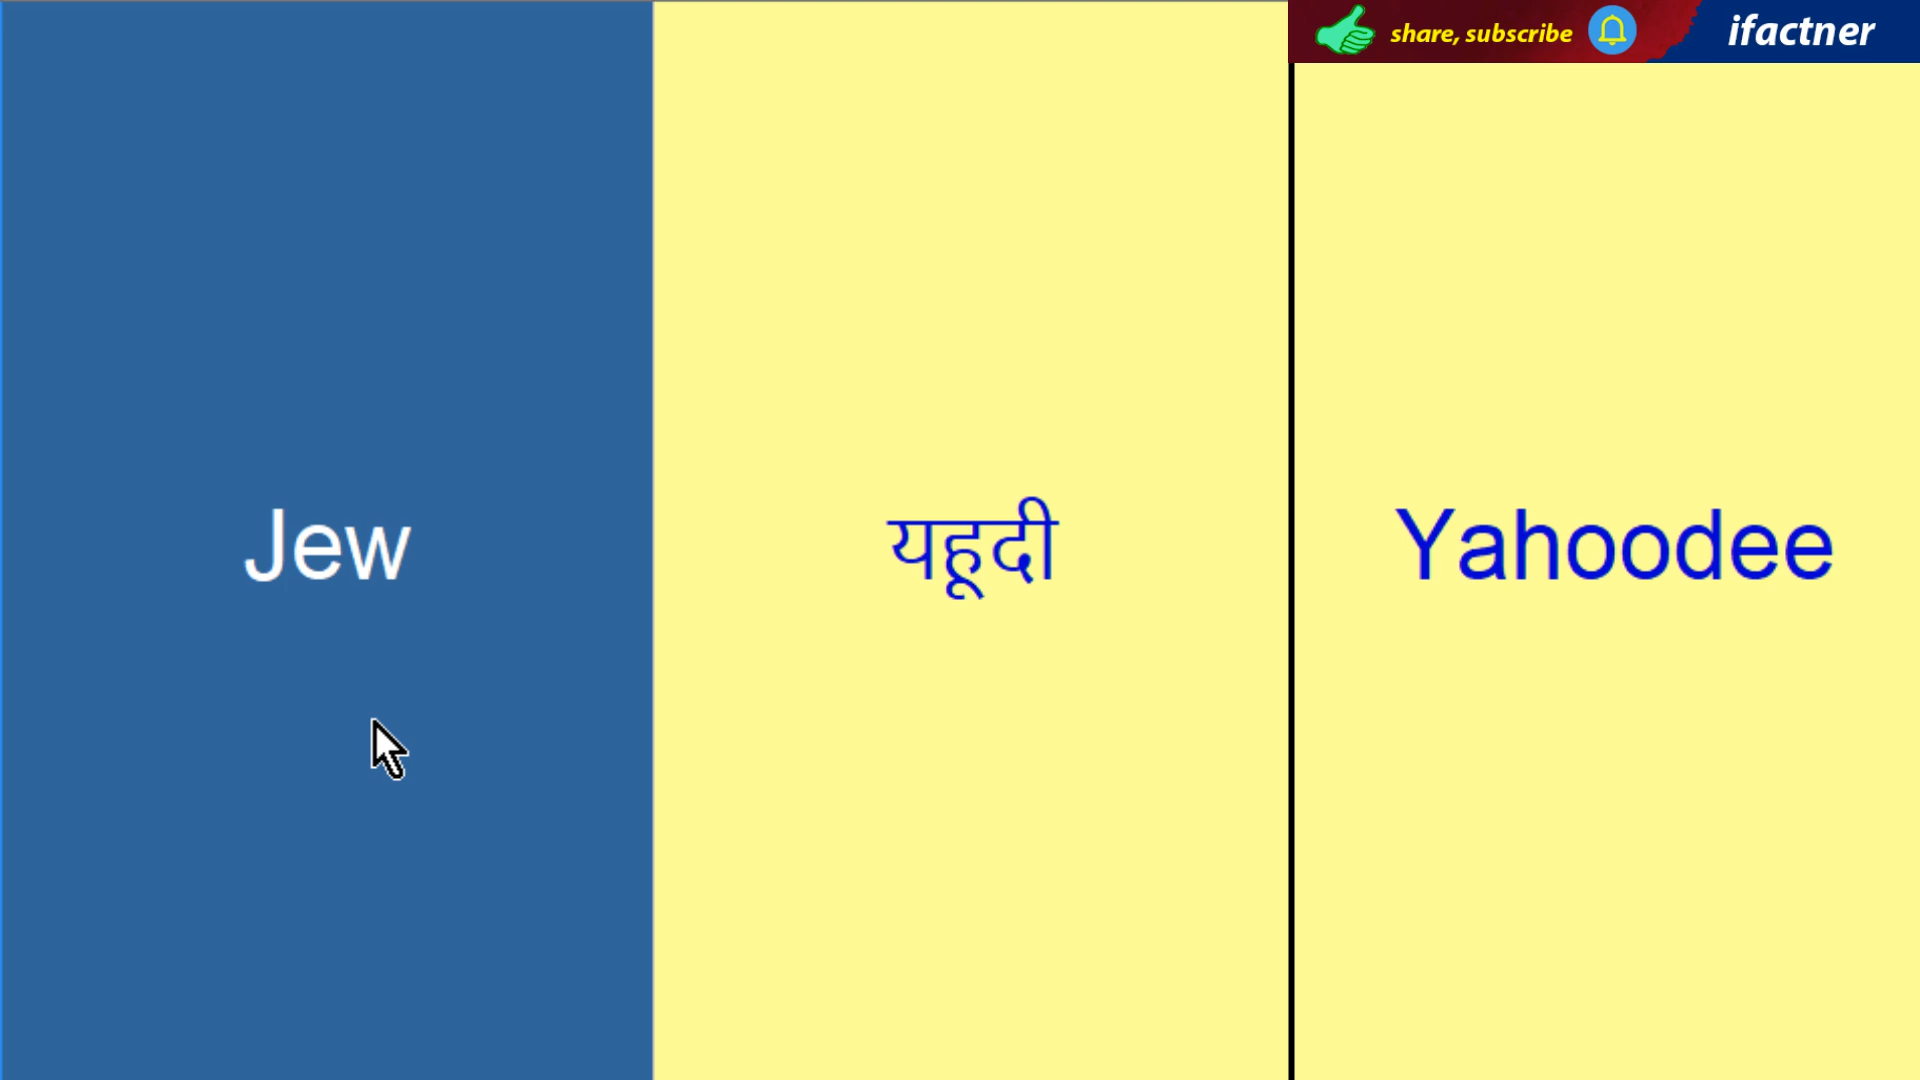 share, subscribe
ifactner
Jew
यहूदी
Yahoodee